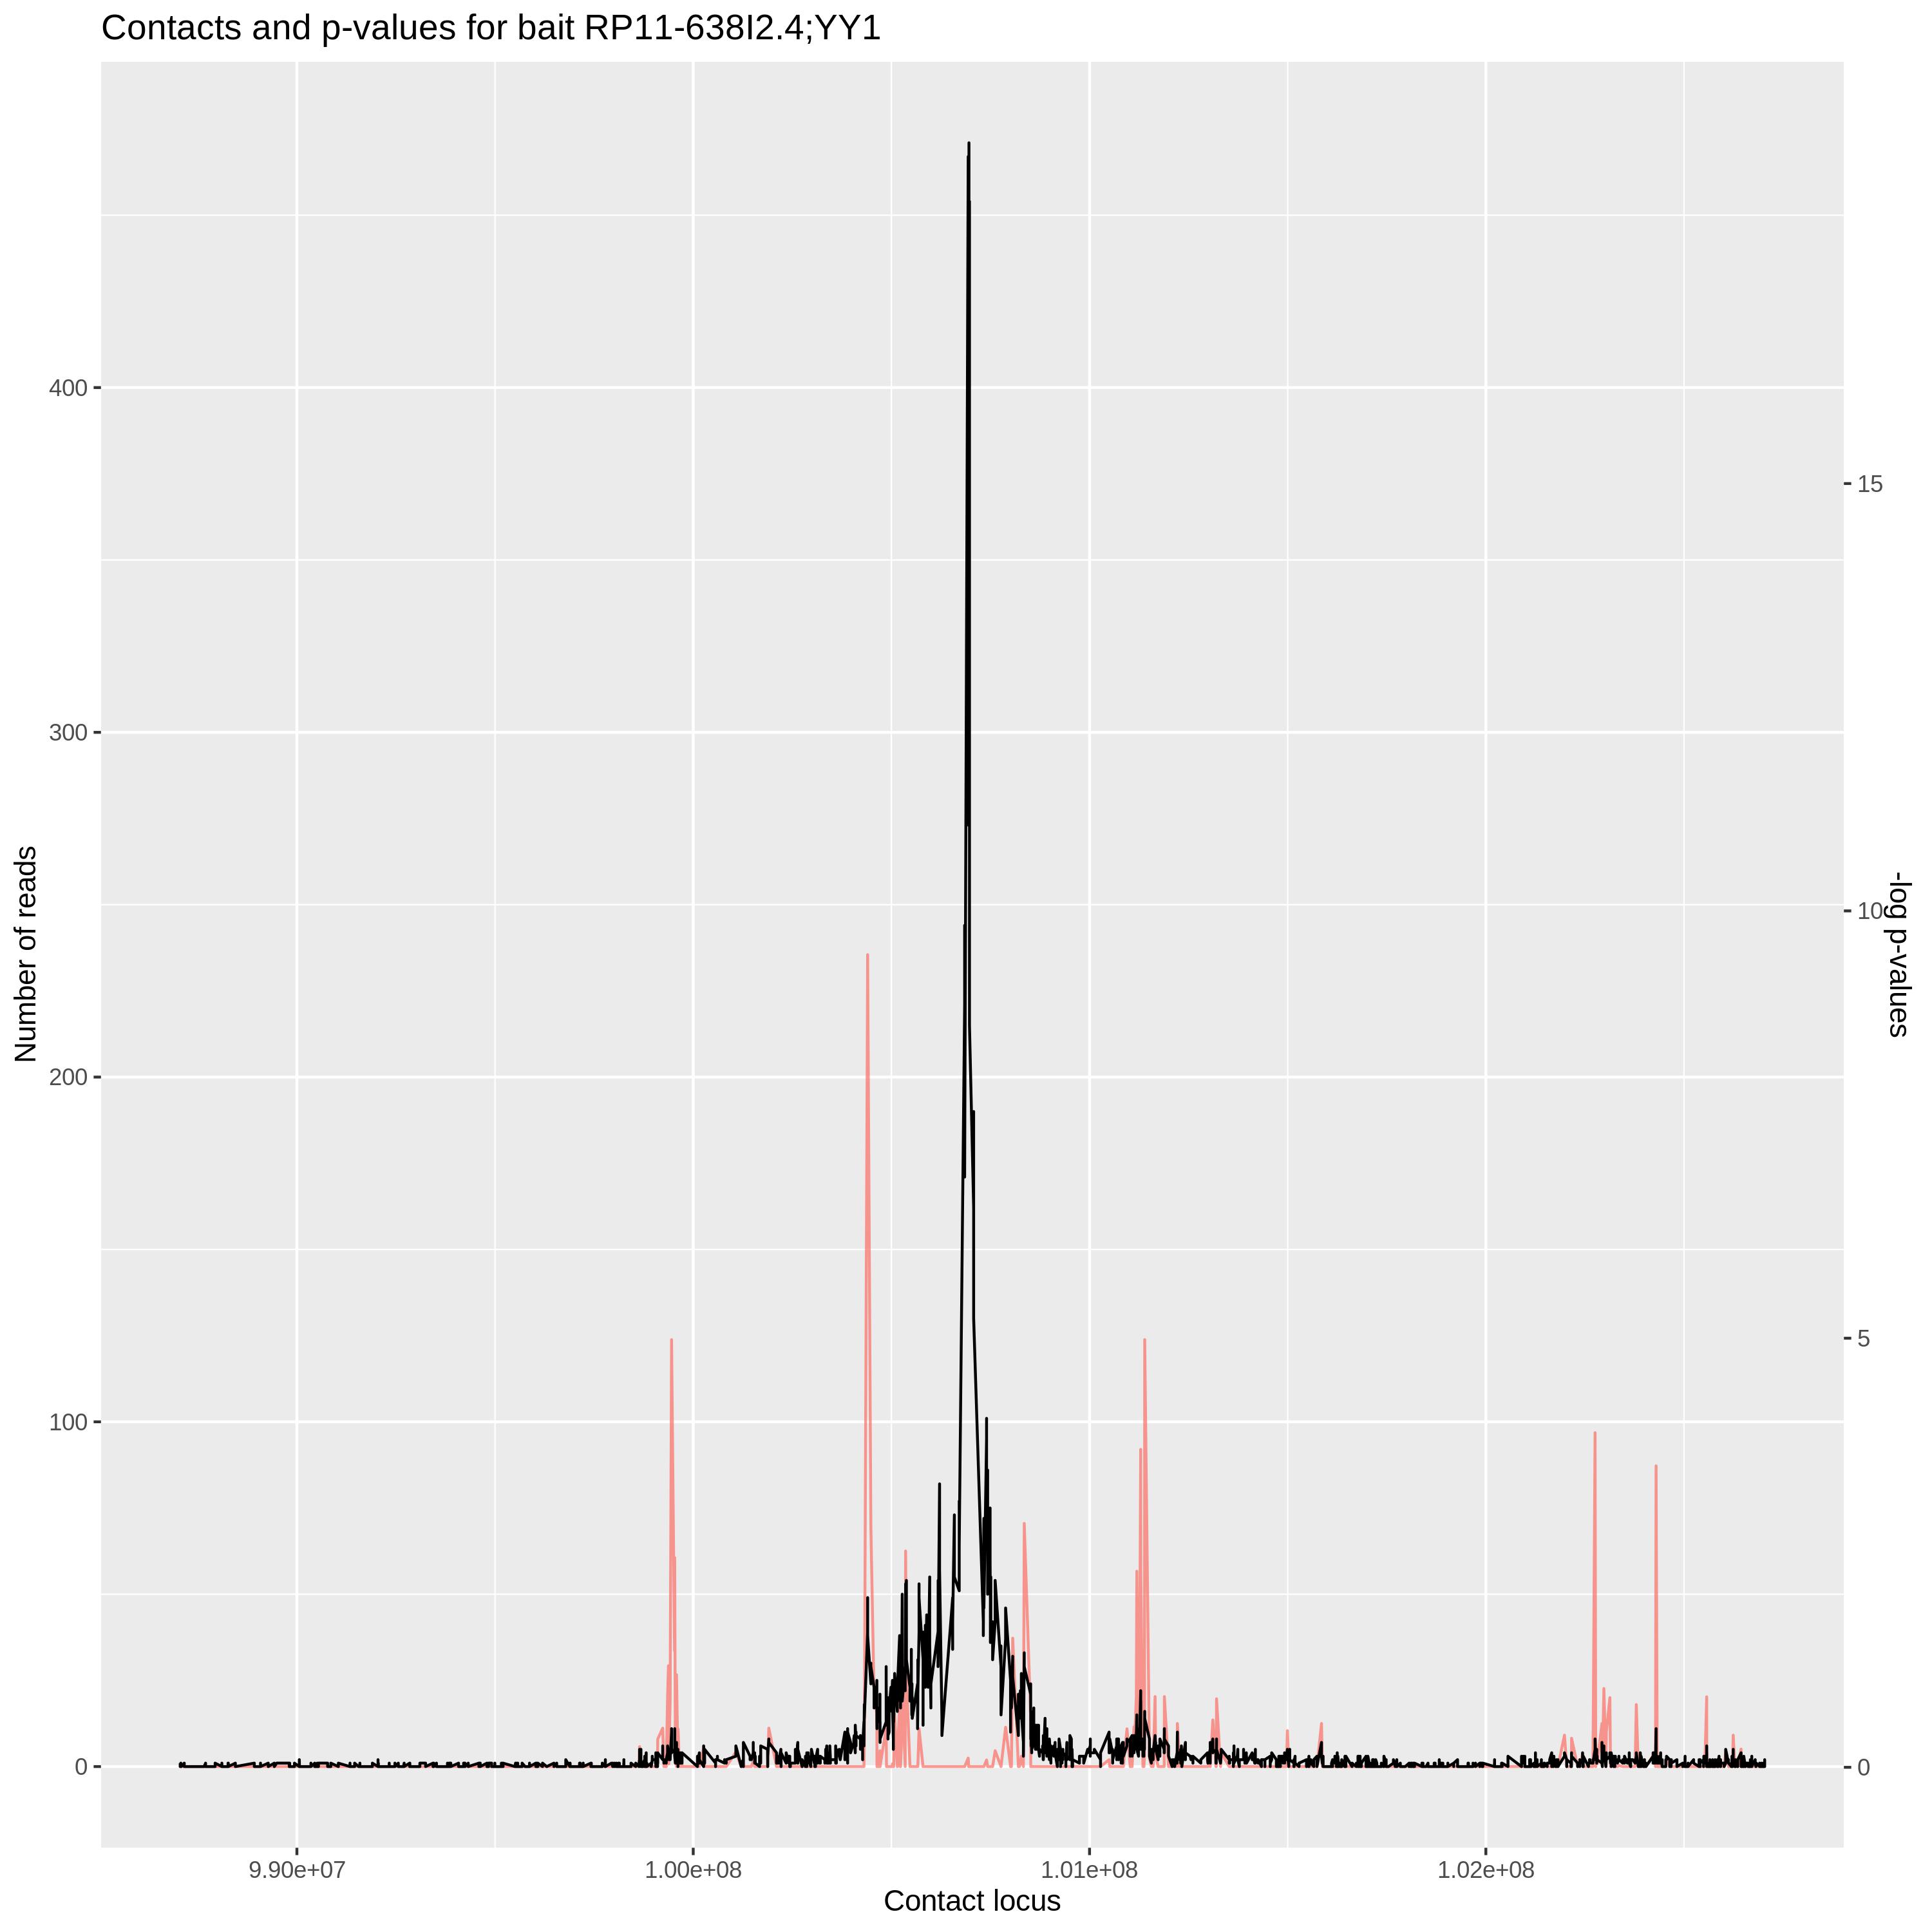 Contacts and p-values for bait RP11-638I2.4;YY1
Number of reads
400
300
200
100
0
15
10
5
0
-log p-values
9.90e+07
1.00e+08
1.01e+08
1.02e+08
Contact locus